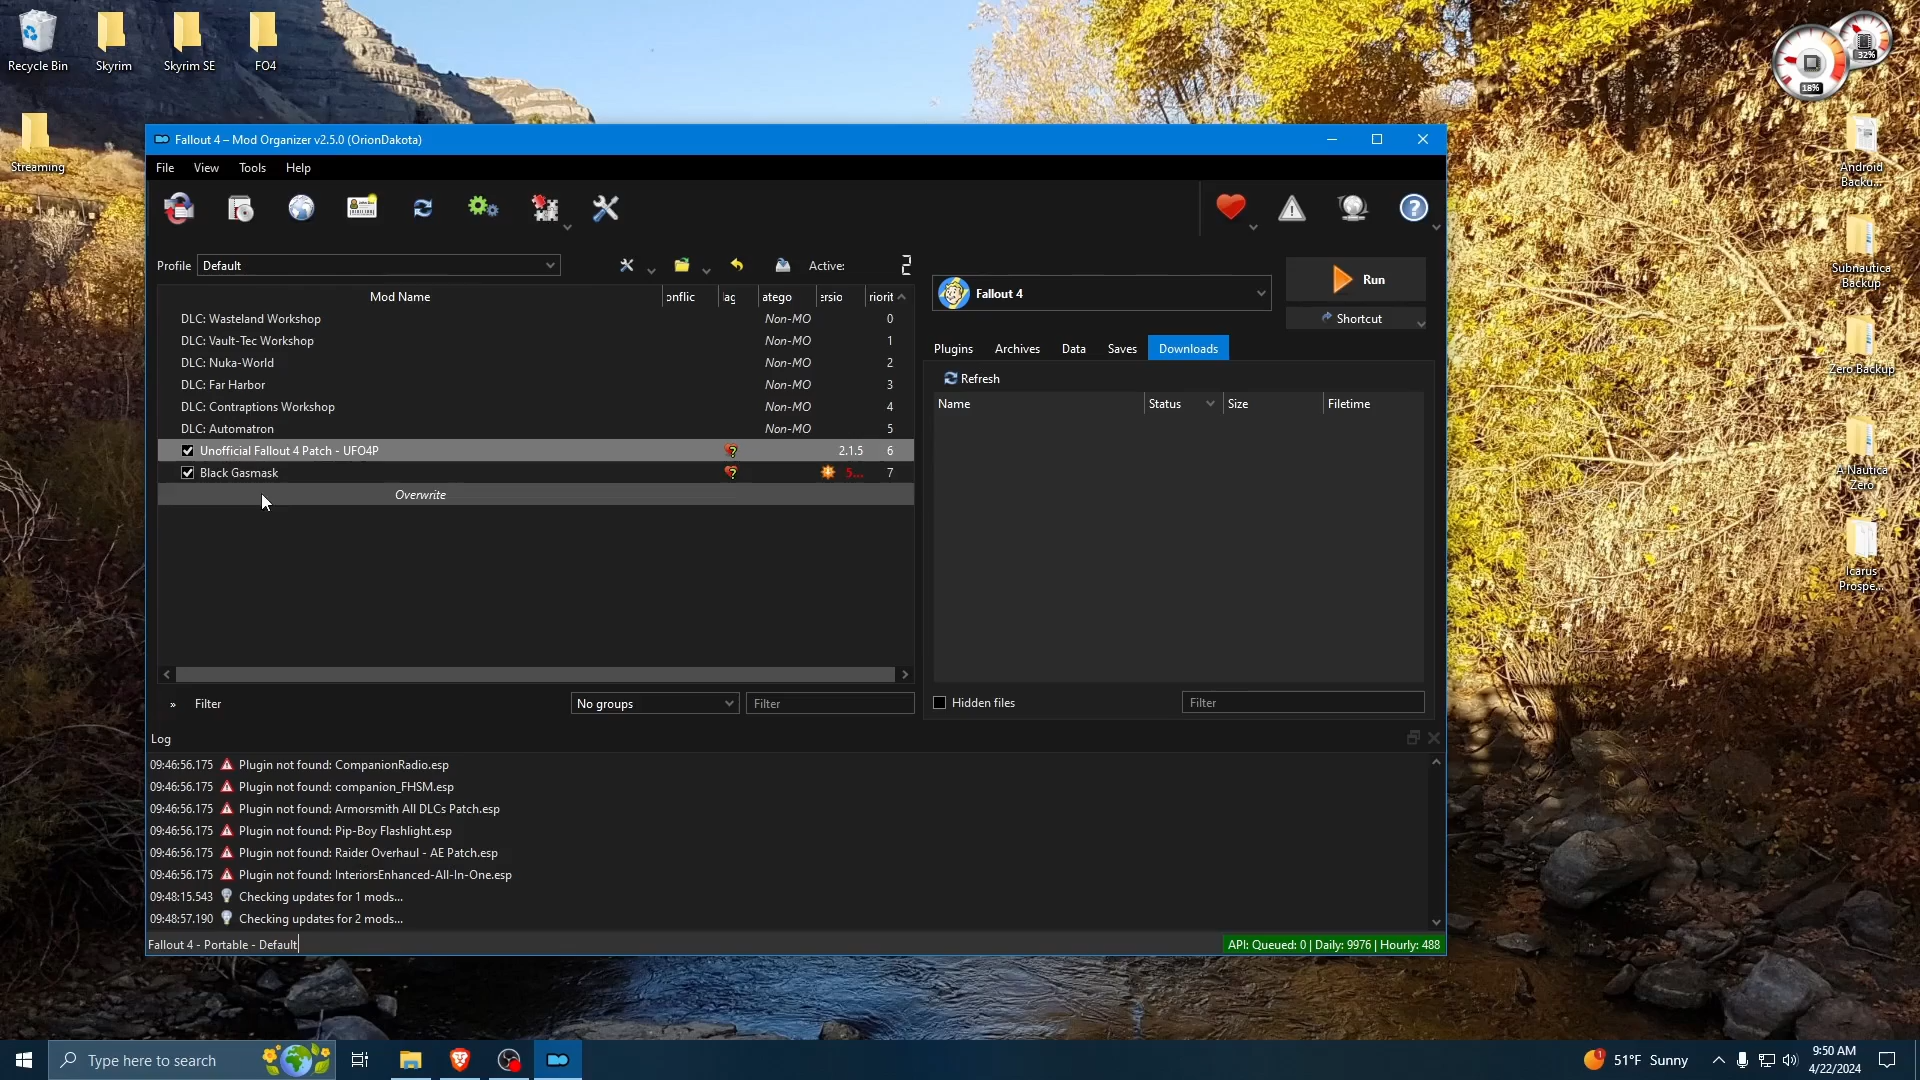 Recycle Bin
Skyrim
Skyrim SE
FO4
Streaming
32%
18%
Android
Backu...
Subnautica
Backup
Zero Backup
A Nautica
Zero
Icarus
Prospe...
Fallout 4 – Mod Organizer v2.5.0 (OrionDakota)
File View Tools Help
Profile Default Active: 2
Mod Name onflic lag atego ersio riorit
DLC: Wasteland Workshop Non-MO 0
DLC: Vault-Tec Workshop Non-MO 1
DLC: Nuka-World Non-MO 2
DLC: Far Harbor Non-MO 3
DLC: Contraptions Workshop Non-MO 4
DLC: Automatron Non-MO 5
Unofficial Fallout 4 Patch - UFO4P 2.1.5 6
Black Gasmask 5... 7
Overwrite
» Filter No groups Filter
Fallout 4
Run
Shortcut
Plugins Archives Data Saves Downloads
Refresh
Name Status Size Filetime
Hidden files Filter
Log
09:46:56.175 Plugin not found: CompanionRadio.esp
09:46:56.175 Plugin not found: companion_FHSM.esp
09:46:56.175 Plugin not found: Armorsmith All DLCs Patch.esp
09:46:56.175 Plugin not found: Pip-Boy Flashlight.esp
09:46:56.175 Plugin not found: Raider Overhaul - AE Patch.esp
09:46:56.175 Plugin not found: InteriorsEnhanced-All-In-One.esp
09:48:15.543 Checking updates for 1 mods...
09:48:57.190 Checking updates for 2 mods...
Fallout 4 - Portable - Default API: Queued: 0 | Daily: 9976 | Hourly: 488
Type here to search
1
51°F Sunny
9:50 AM
4/22/2024